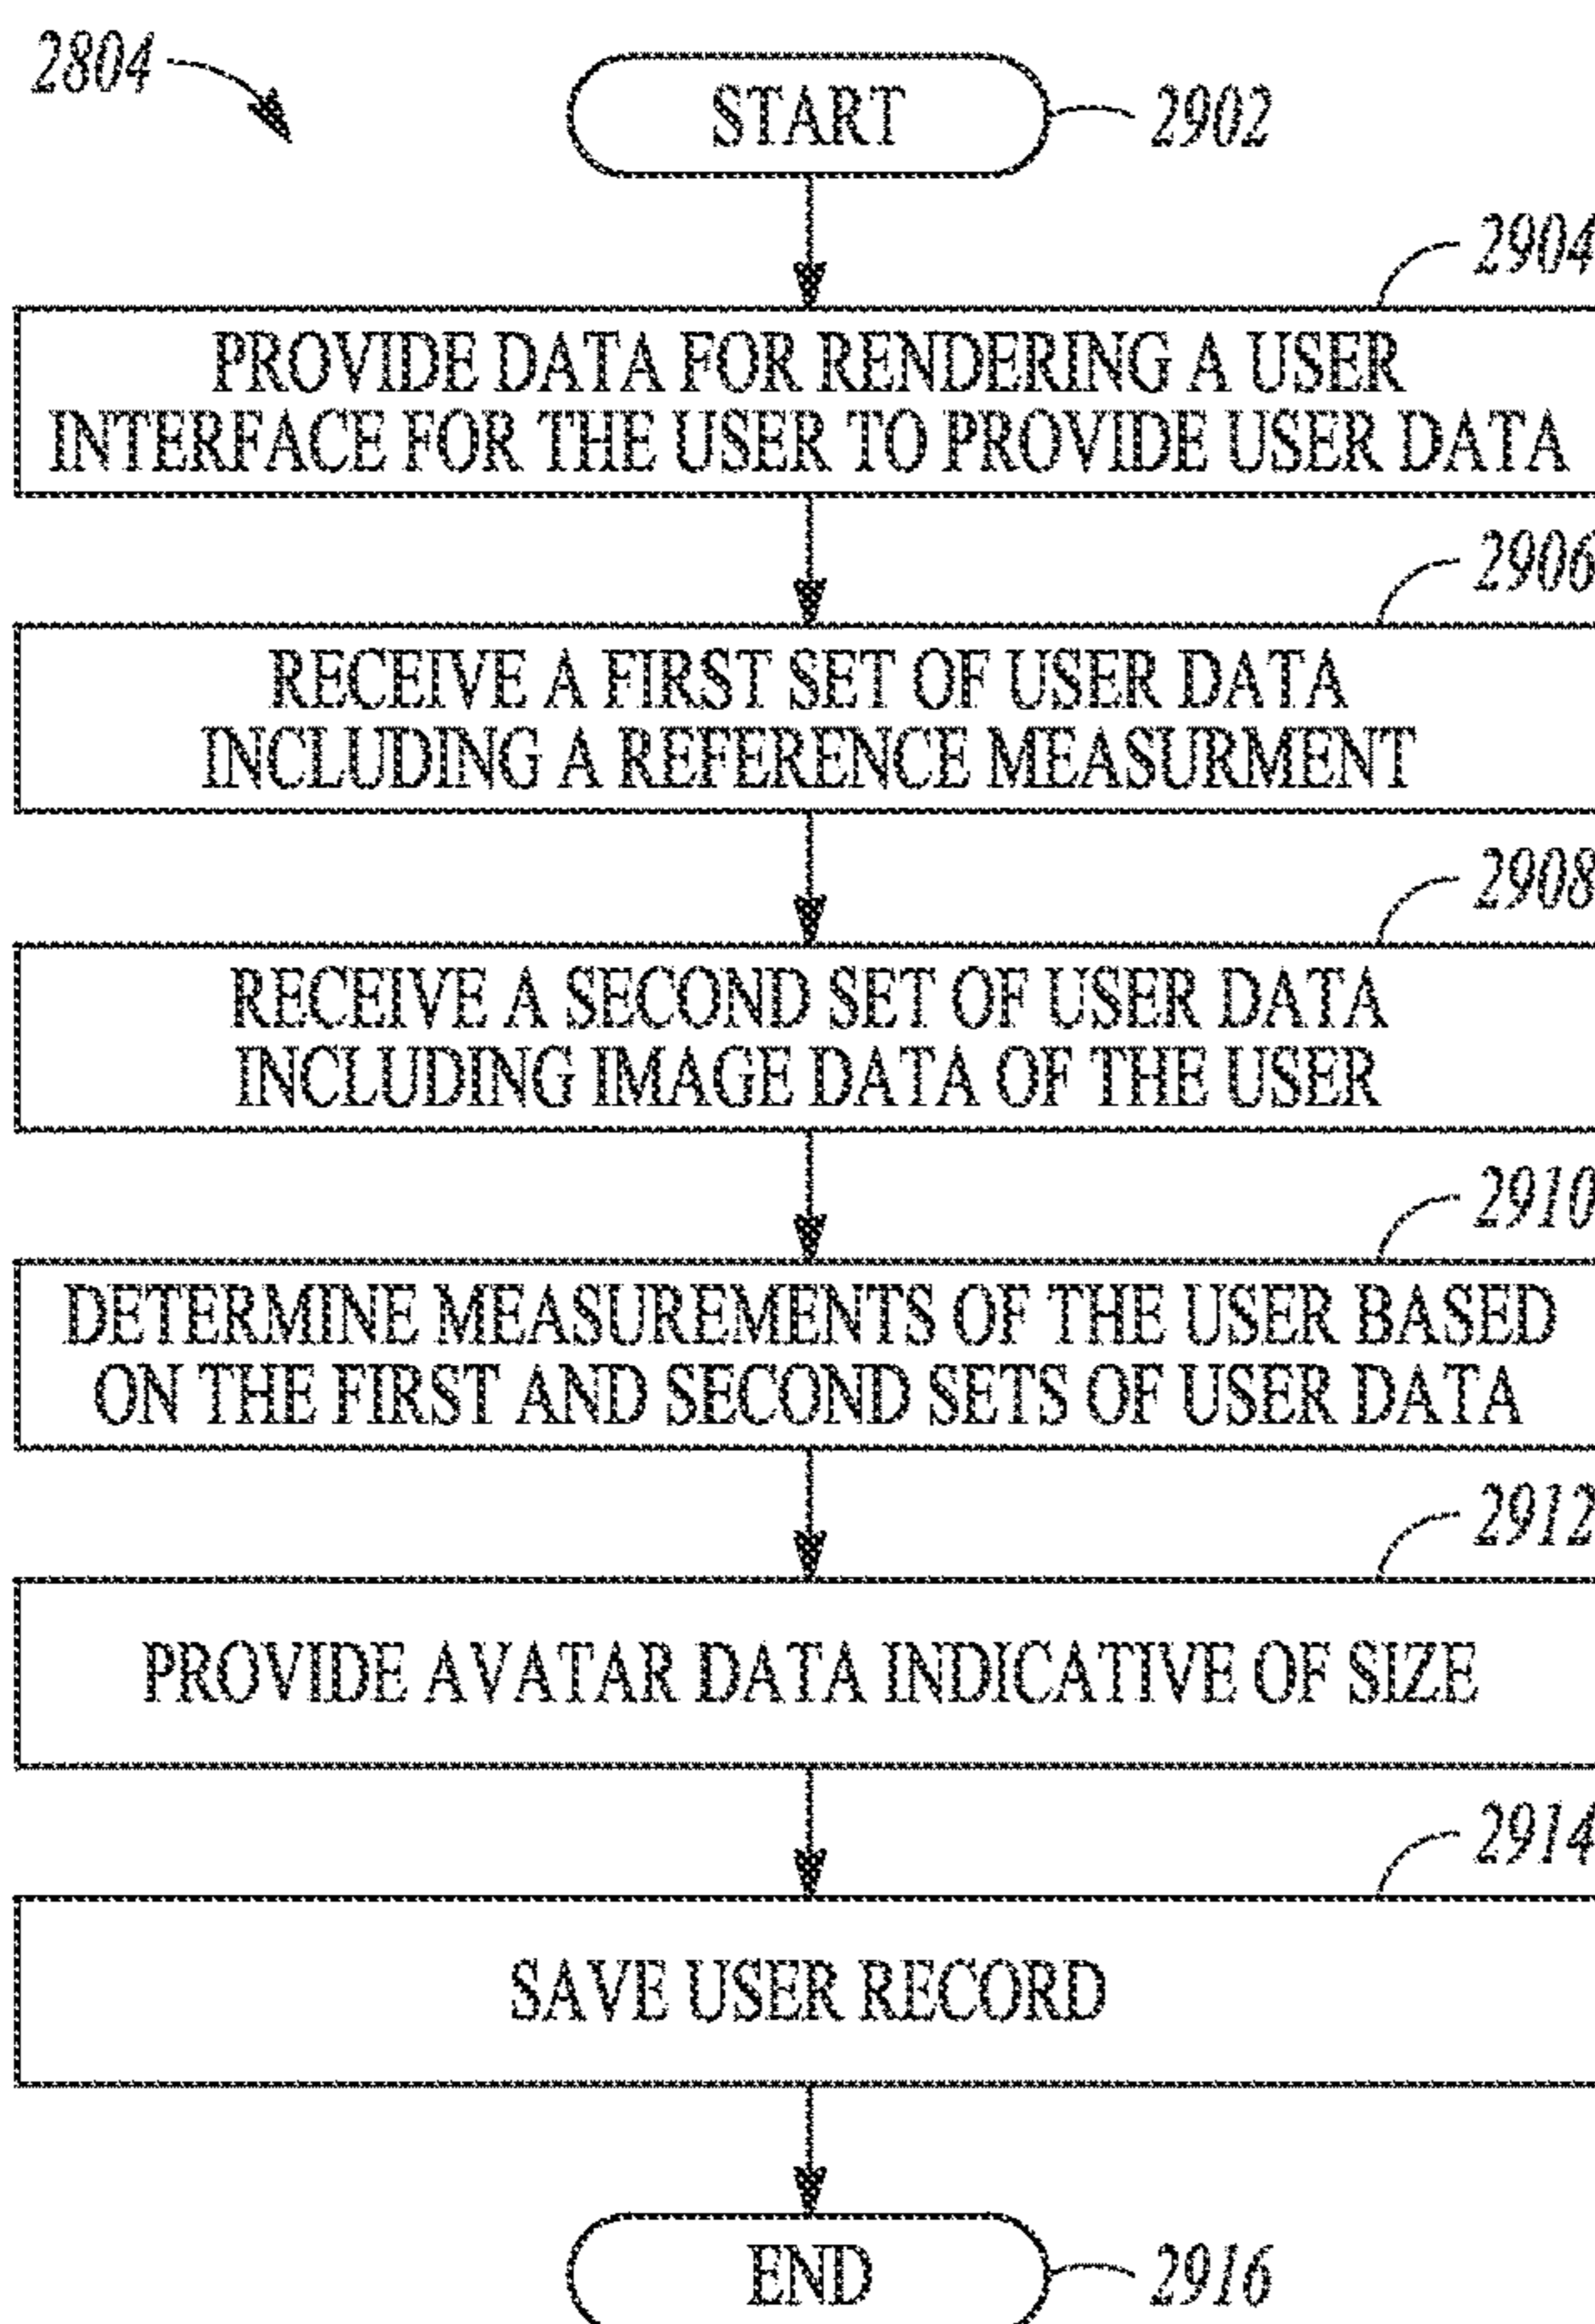 2804
START
2902
2904
PROVIDE DATA FOR RENDERING A USER
INTERFACE FOR THE USER TO PROVIDE USER DATA
2906
RECEIVE A FIRST SET OF USER DATA
INCLUDING A REFERENCE MEASURMENT
2908
RECEIVE A SECOND SET OF USER DATA
INCLUDING IMAGE DATA OF THE USER
2910
DETERMINE MEASUREMENTS OF THE USER BASED
ON THE FIRST AND SECOND SETS OF USER DATA
2912
PROVIDE AVATAR DATA INDICATIVE OF SIZE
2914
SAVE USER RECORD
END
2916